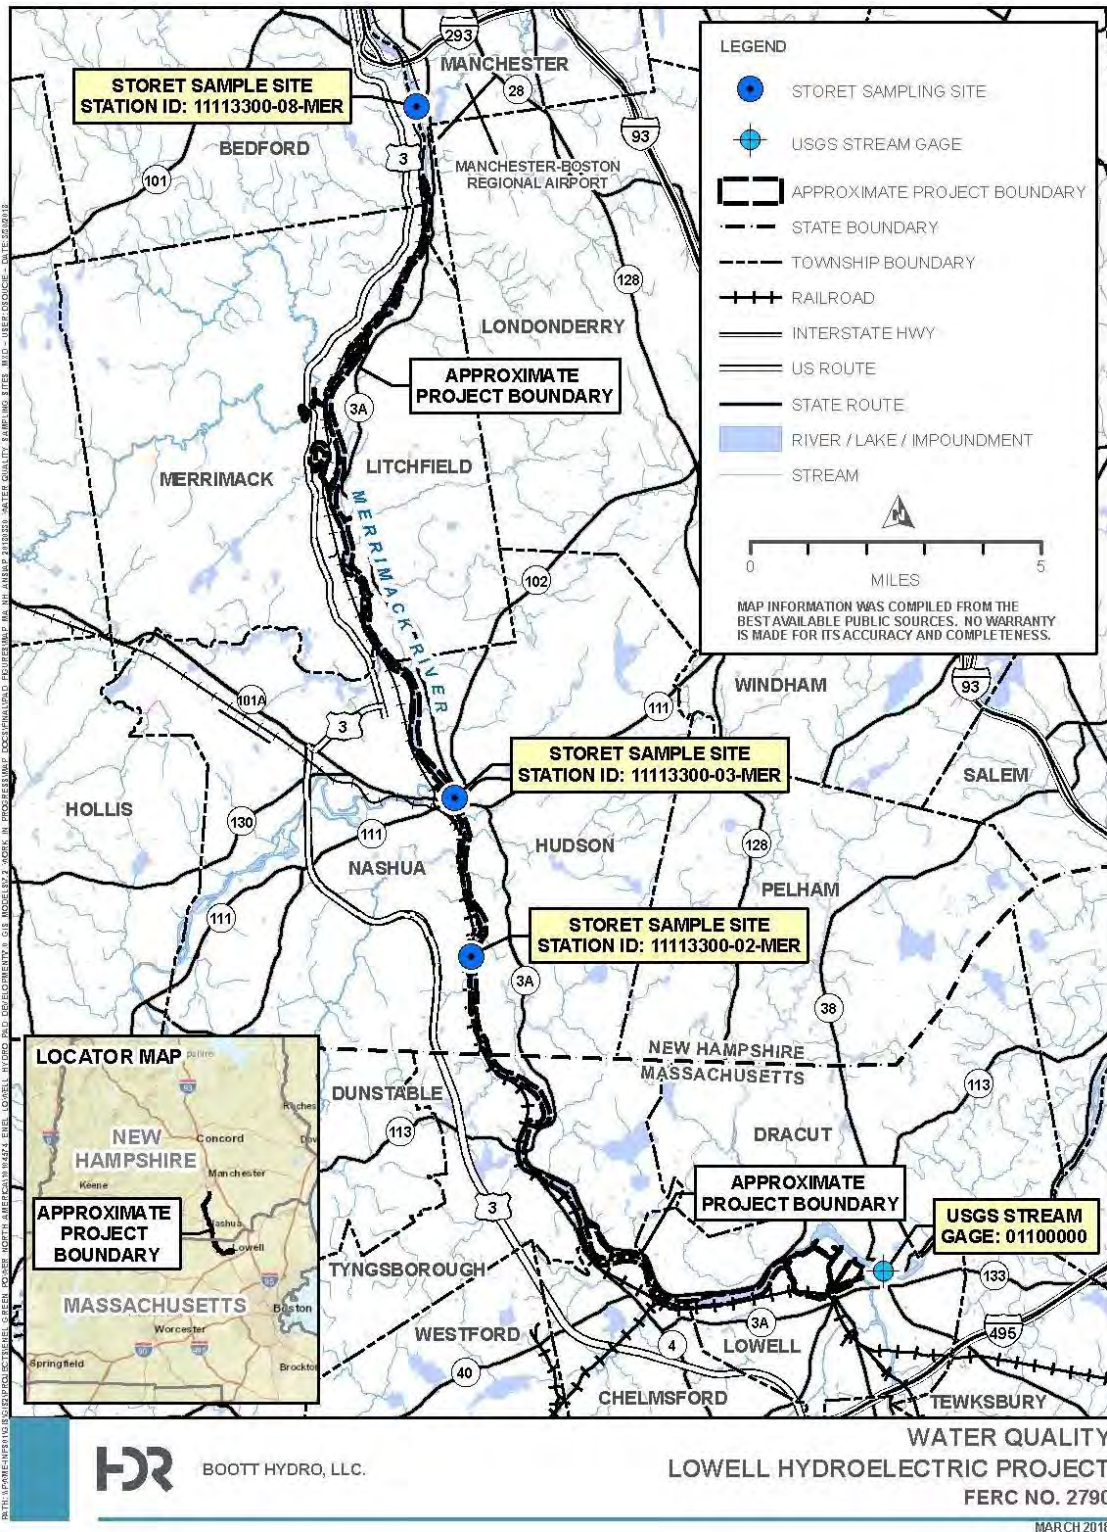 293
MANCHESTER
28
STORET SAMPLE SITE
STATION ID: 11113300-08-MER
BEDFORD
3
93
101
MANCHESTER-BOSTON
REGIONAL AIRPORT
128
LONDONDERRY
APPROXIMATE
PROJECT BOUNDARY
3A
LITCHFIELD
MERRIMACK
MERRIMACK RIVER
102
LEGEND
STORET SAMPLING SITE
USGS STREAM GAGE
APPROXIMATE PROJECT BOUNDARY
STATE BOUNDARY
TOWNSHIP BOUNDARY
RAILROAD
INTERSTATE HWY
US ROUTE
STATE ROUTE
RIVER / LAKE / IMPOUNDMENT
STREAM
0
5
MILES
MAP INFORMATION WAS COMPILED FROM THE
BEST AVAILABLE PUBLIC SOURCES. NO WARRANTY
IS MADE FOR ITS ACCURACY AND COMPLETENESS.
101A
3
111
WINDHAM
93
STORET SAMPLE SITE
STATION ID: 11113300-03-MER
SALEM
HOLLIS
130
111
NASHUA
HUDSON
128
PELHAM
111
STORET SAMPLE SITE
STATION ID: 11113300-02-MER
3A
38
NEW HAMPSHIRE
MASSACHUSETTS
DUNSTABLE
113
113
DRACUT
3
APPROXIMATE
PROJECT BOUNDARY
USGS STREAM
GAGE: 01100000
133
TYNGSBOROUGH
WESTFORD
3A
4
LOWELL
495
40
CHELMSFORD
TEWKSBURY
LOCATOR MAP
93
NEW
HAMPSHIRE
Concord
Manchester
Keene
APPROXIMATE
PROJECT
BOUNDARY
Nashua
Lowell
95
MASSACHUSETTS
Boston
Worcester
90
Springfield
Brockto
HDR
BOOTT HYDRO, LLC.
WATER QUALITY
LOWELL HYDROELECTRIC PROJECT
FERC NO. 2790
MARCH 2018